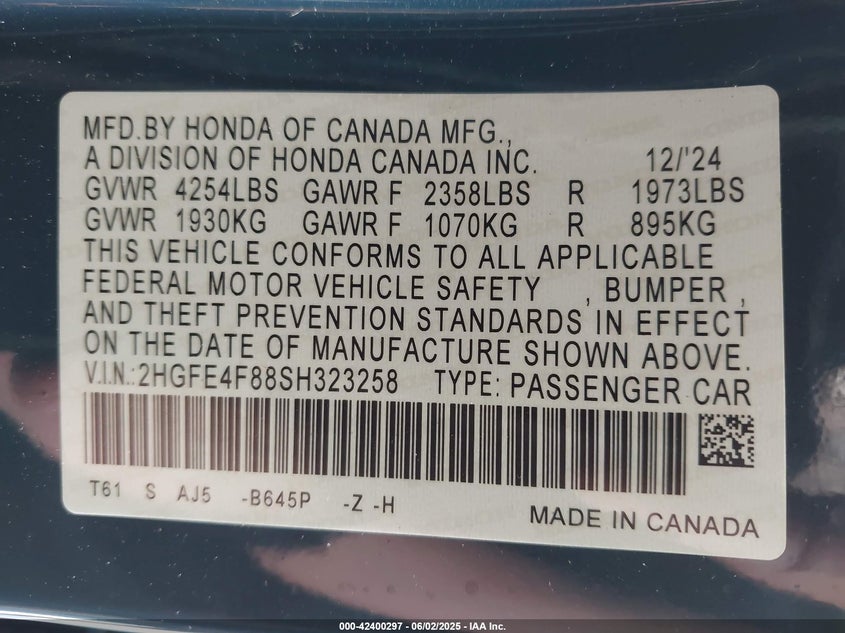 MFD.BY HONDA OF CANADA MFG.,
A DIVISION OF HONDA CANADA INC. 12/'24
GVWR 4254LBS GAWR F 2358LBS R 1973LBS
GVWR 1930KG GAWR F 1070KG R 895KG
THIS VEHICLE CONFORMS TO ALL APPLICABLE
FEDERAL MOTOR VEHICLE SAFETY , BUMPER ,
AND THEFT PREVENTION STANDARDS IN EFFECT
ON THE DATE OF MANUFACTURE SHOWN ABOVE.
V.I.N.:2HGFE4F88SH323258 TYPE: PASSENGER CAR
T61 S AJ5 -B645P -Z -H
MADE IN CANADA
000-42400297 - 06/02/2025 - IAA Inc.